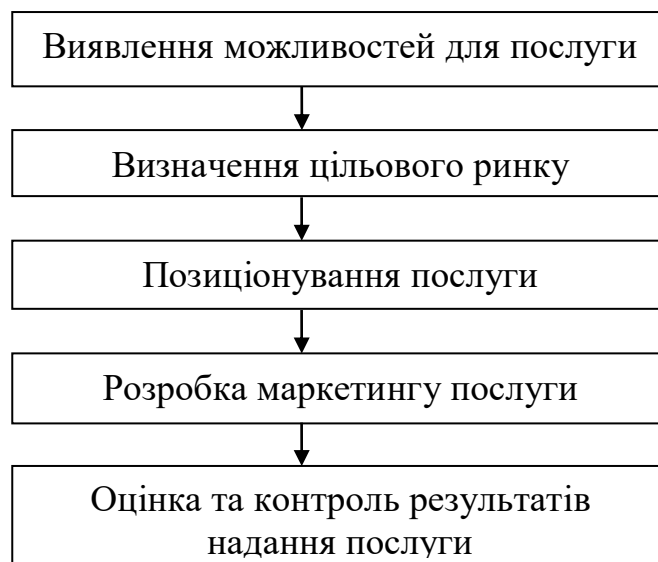 Виявлення можливостей для послуги
Визначення цільового ринку
Позиціонування послуги
Розробка маркетингу послуги
Оцінка та контроль результатів
надання послуги